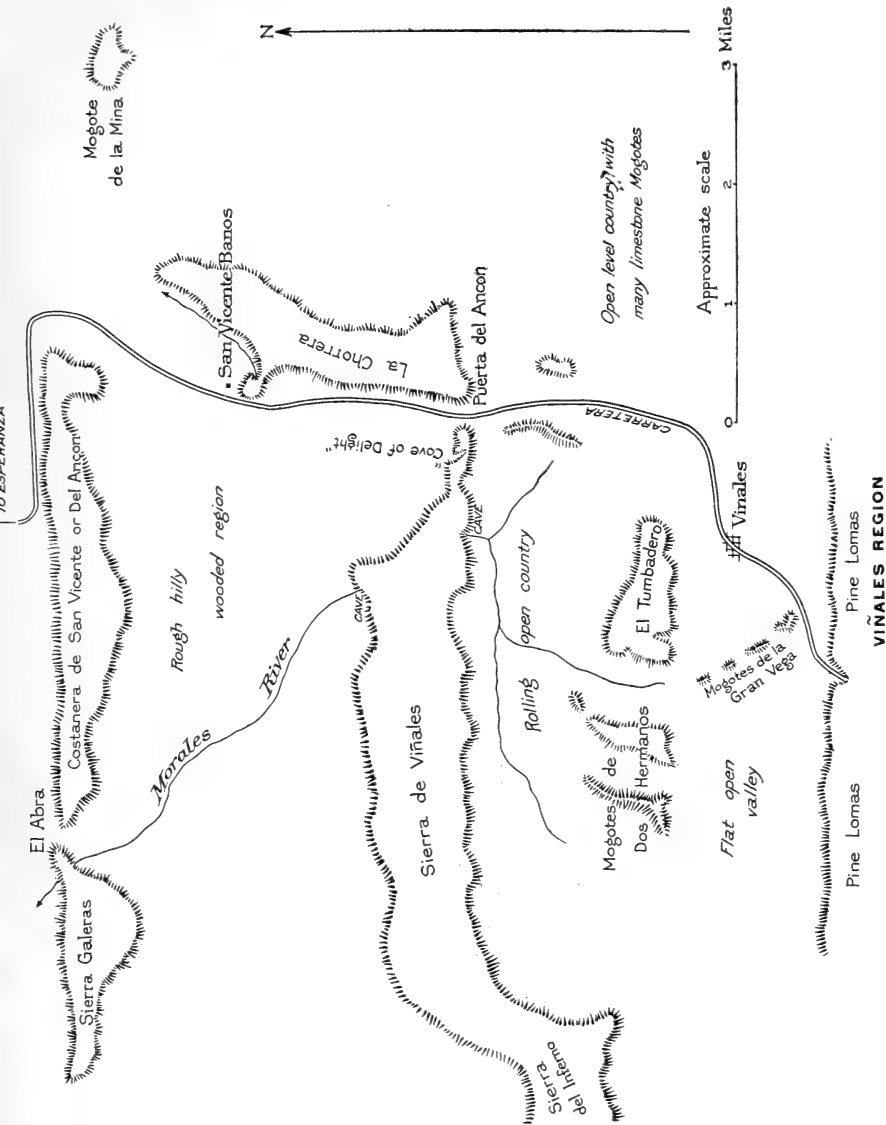 TO ESPERANZA
N
Mogote
de la Mina
El Abra
Costanera de San Vicente or Del Ançon
Sierra Galeras
Rough hilly
wooded region
San Vicente Banos
Morales River
La Chorrera
Puerta del Ancon
"Cove of Delight"
CAVE
CAVE
Sierra de Viñales
Open level country, with
many limestone Mogotes
CARRETERA
Rolling open country
Sierra
del Inferno
Mogotes de
Dos Hermanos
El Tumbadero
Approximate scale
0 1 2 3 Miles
Viñales
Mogotes de la
Gran Vega
Flat open
valley
Pine Lomas
Pine Lomas
VIÑALES REGION